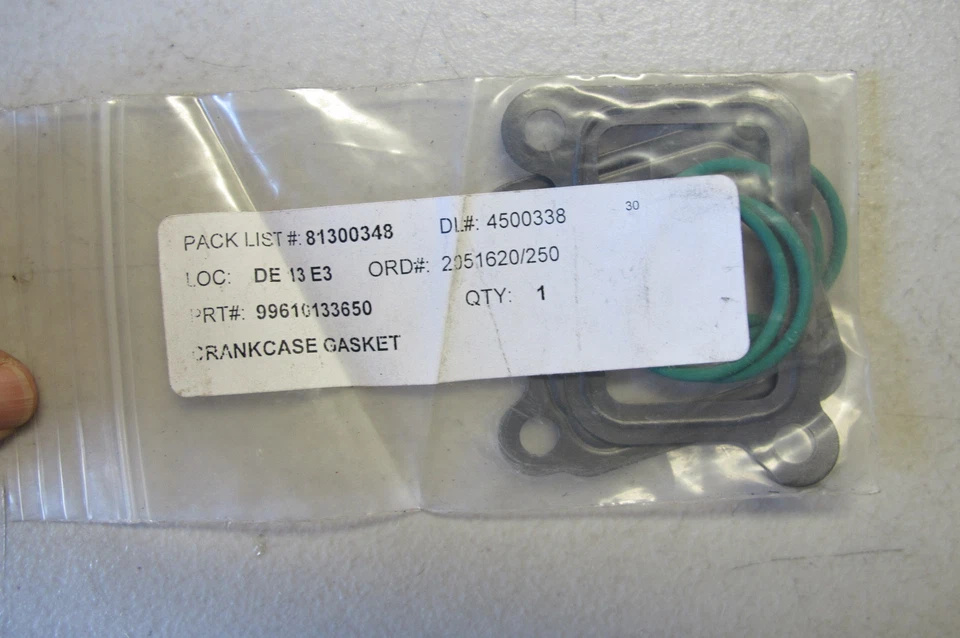 PACK LIST #: 81300348 DL#: 4500338 30
LOC: DE 13 E3 ORD#: 2051620/250
PRT#: 99610133650 QTY: 1
CRANKCASE GASKET